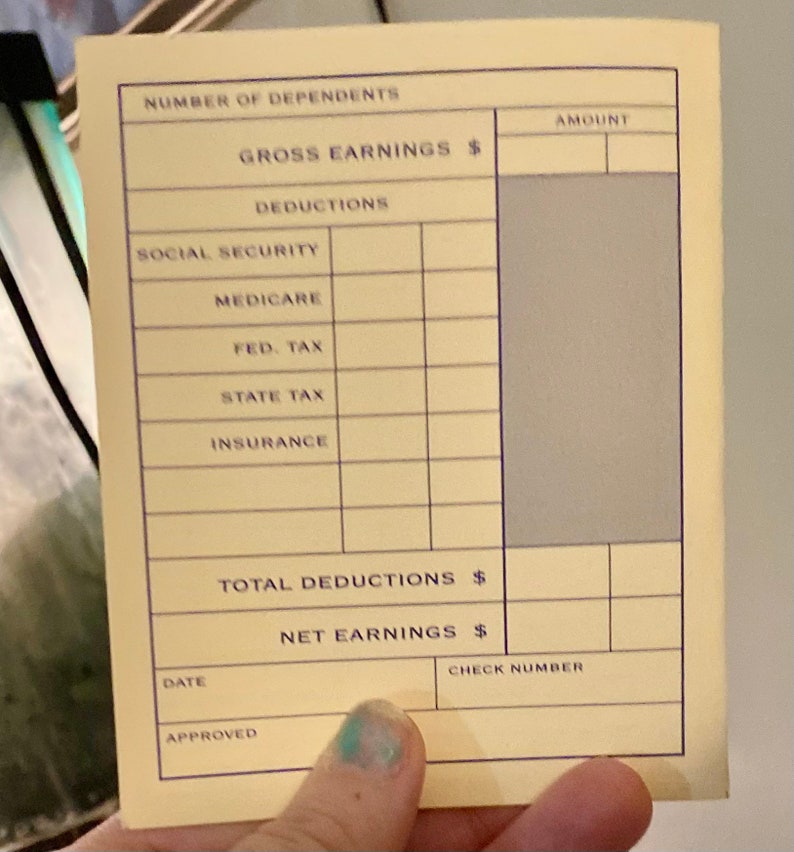 NUMBER OF DEPENDENTS
AMOUNT
GROSS EARNINGS $
DEDUCTIONS
SOCIAL SECURITY
MEDICARE
FED. TAX
STATE TAX
INSURANCE
TOTAL DEDUCTIONS $
NET EARNINGS $
DATE
CHECK NUMBER
APPROVED